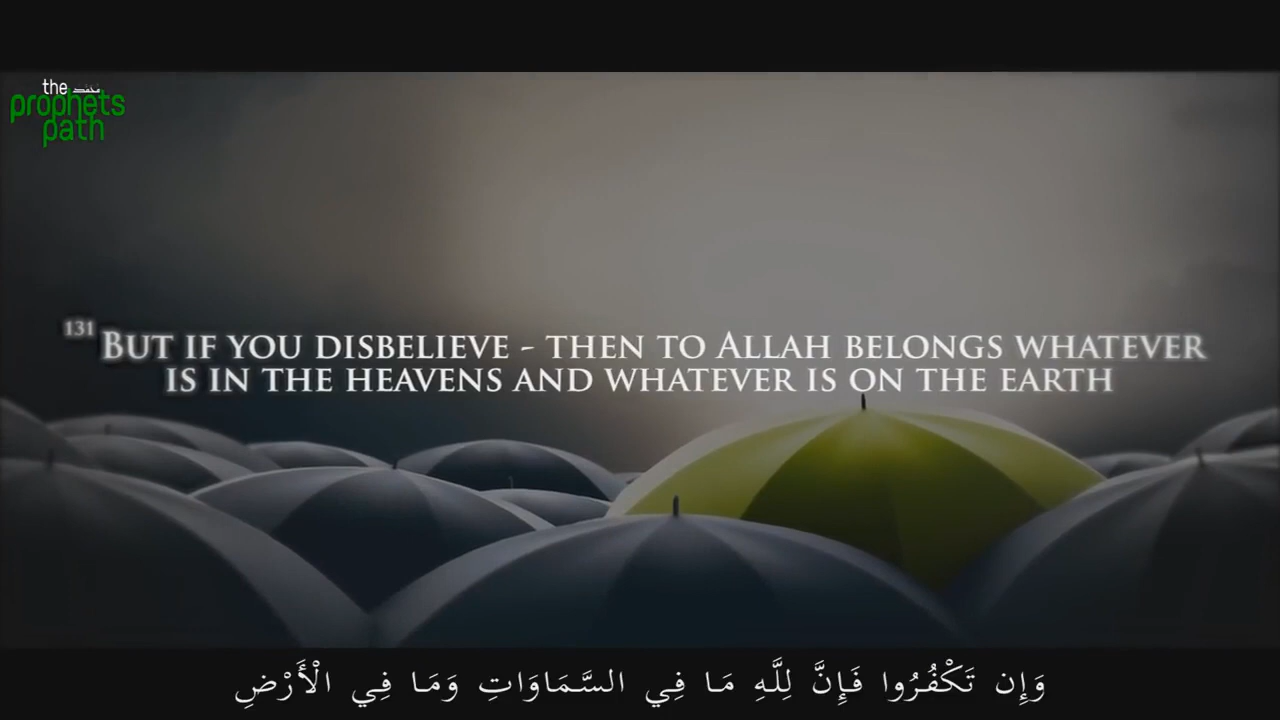 the محمد
prophets
path
131 BUT IF YOU DISBELIEVE - THEN TO ALLAH BELONGS WHATEVER
IS IN THE HEAVENS AND WHATEVER IS ON THE EARTH
وَإِن تَكْفُرُوا فَإِنَّ لِلَّهِ مَا فِي السَّمَاوَاتِ وَمَا فِي الْأَرْضِ